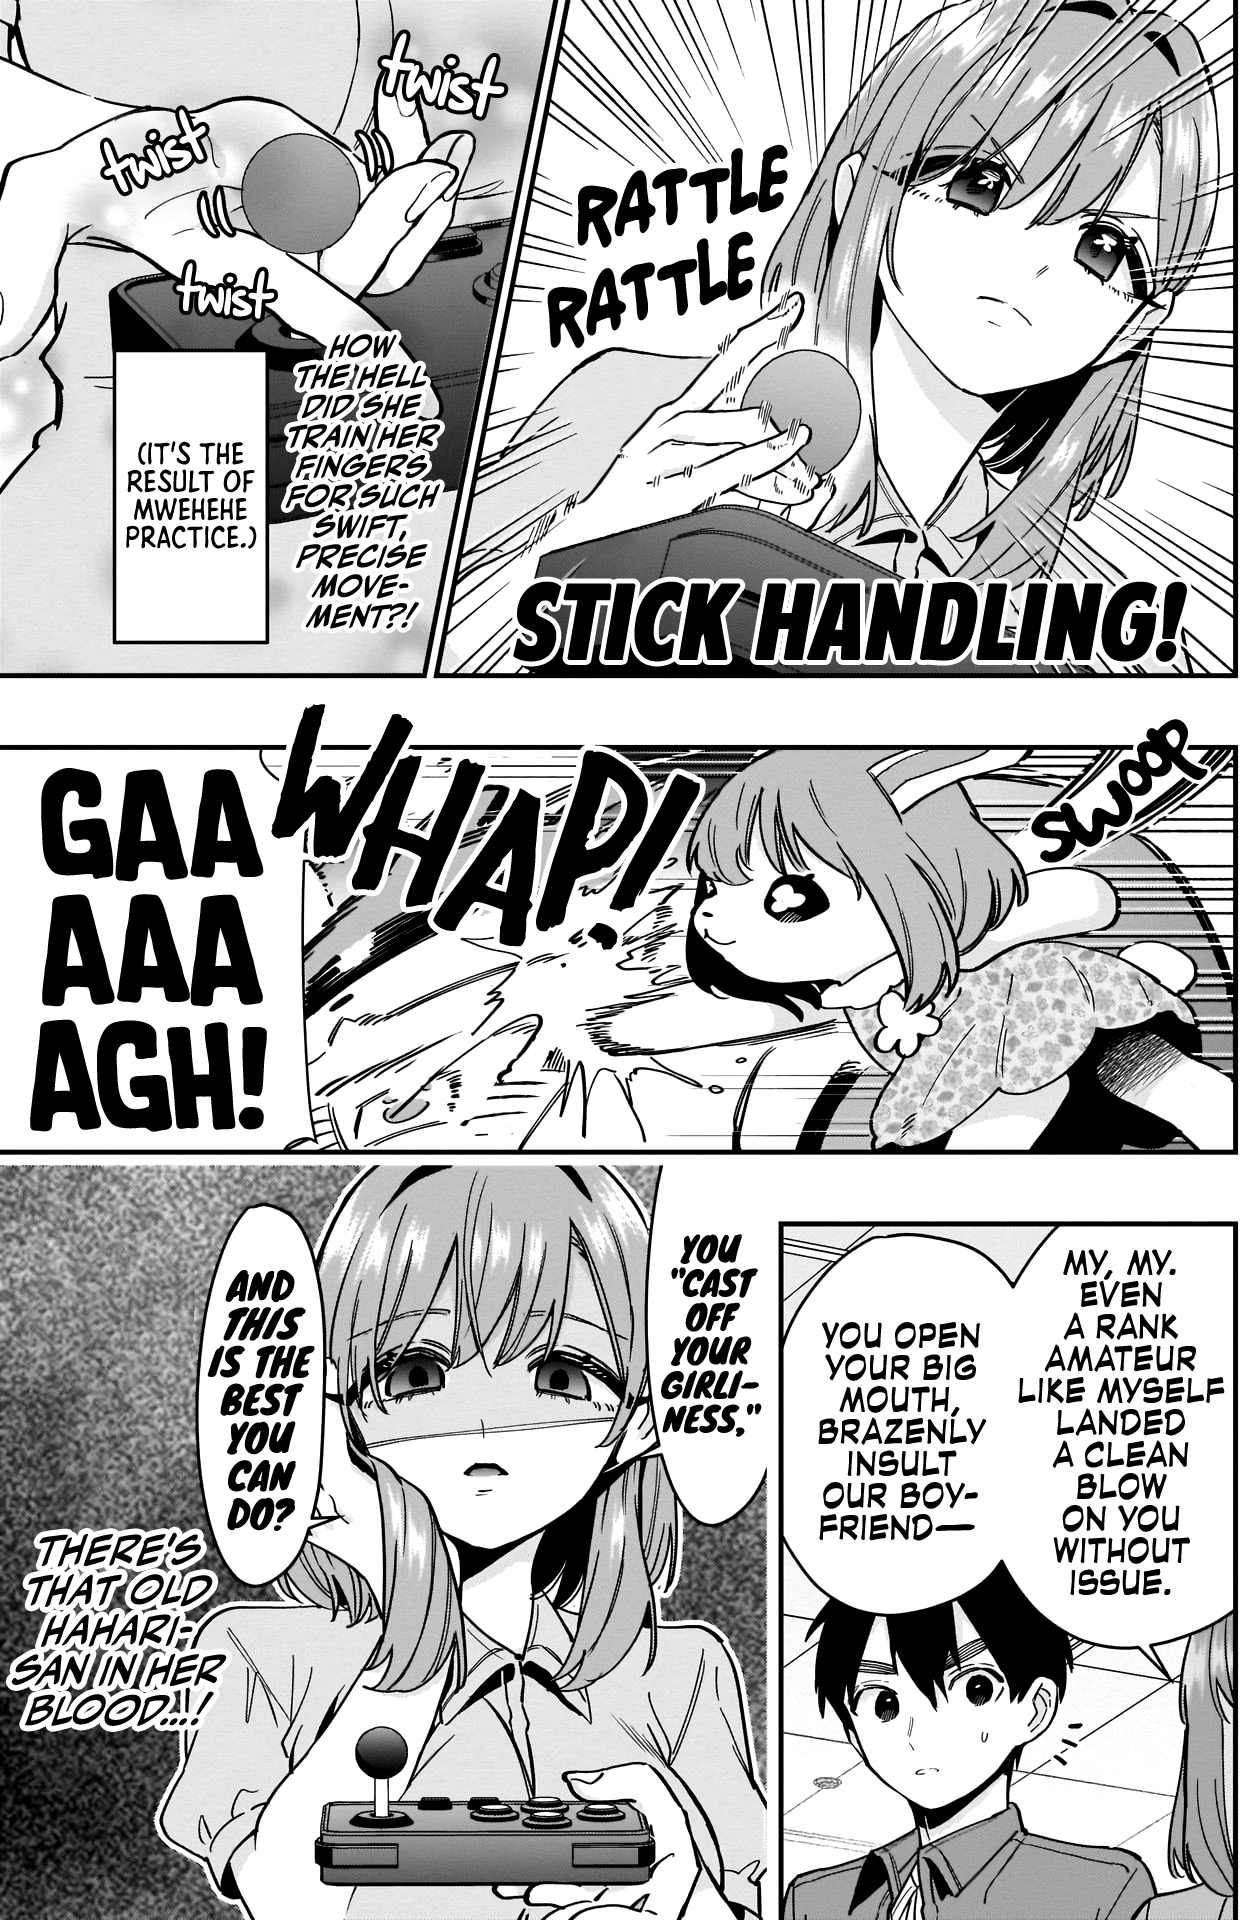 RATTLE
RATTLE
STICK HANDLING!
twist
twist
twist
HOW
THE HELL
DID SHE
TRAIN HER
FINGERS
FOR SUCH
SWIFT,
PRECISE
MOVE-
MENT?!
(IT'S THE
RESULT OF
MWEHEHE
PRACTICE.)
SWOOP
WHAP!
GAA
AAA
AGH!
MY, MY.
EVEN
A RANK
AMATEUR
LIKE MYSELF
LANDED
A CLEAN
BLOW
ON YOU
WITHOUT
ISSUE.
YOU OPEN
YOUR BIG
MOUTH,
BRAZENLY
INSULT
OUR BOY-
FRIEND—
YOU
"CAST
OFF
YOUR
GIRLI-
NESS,"
AND
THIS
IS THE
BEST
YOU
CAN
DO?
THERE'S
THAT OLD
HAHARI-
SAN IN HER
BLOOD...!